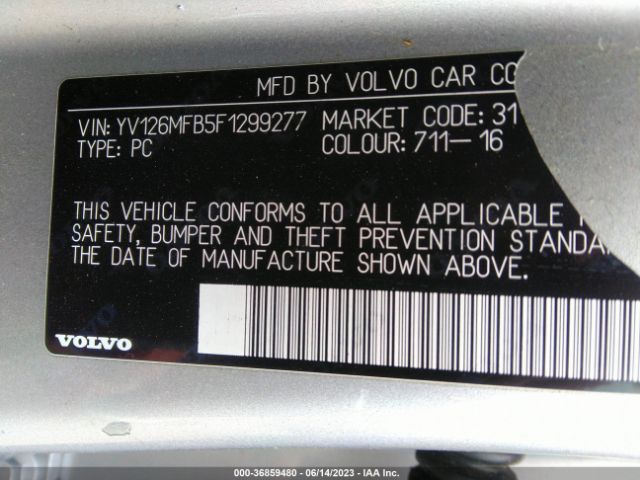 MFD BY VOLVO CAR CO
VIN: YV126MFB5F1299277 MARKET CODE: 31
TYPE: PC COLOUR: 711–16
THIS VEHICLE CONFORMS TO ALL APPLICABLE
SAFETY, BUMPER AND THEFT PREVENTION STANDA
THE DATE OF MANUFACTURE SHOWN ABOVE.
VOLVO
000-36859480 - 06/14/2023 - IAA Inc.